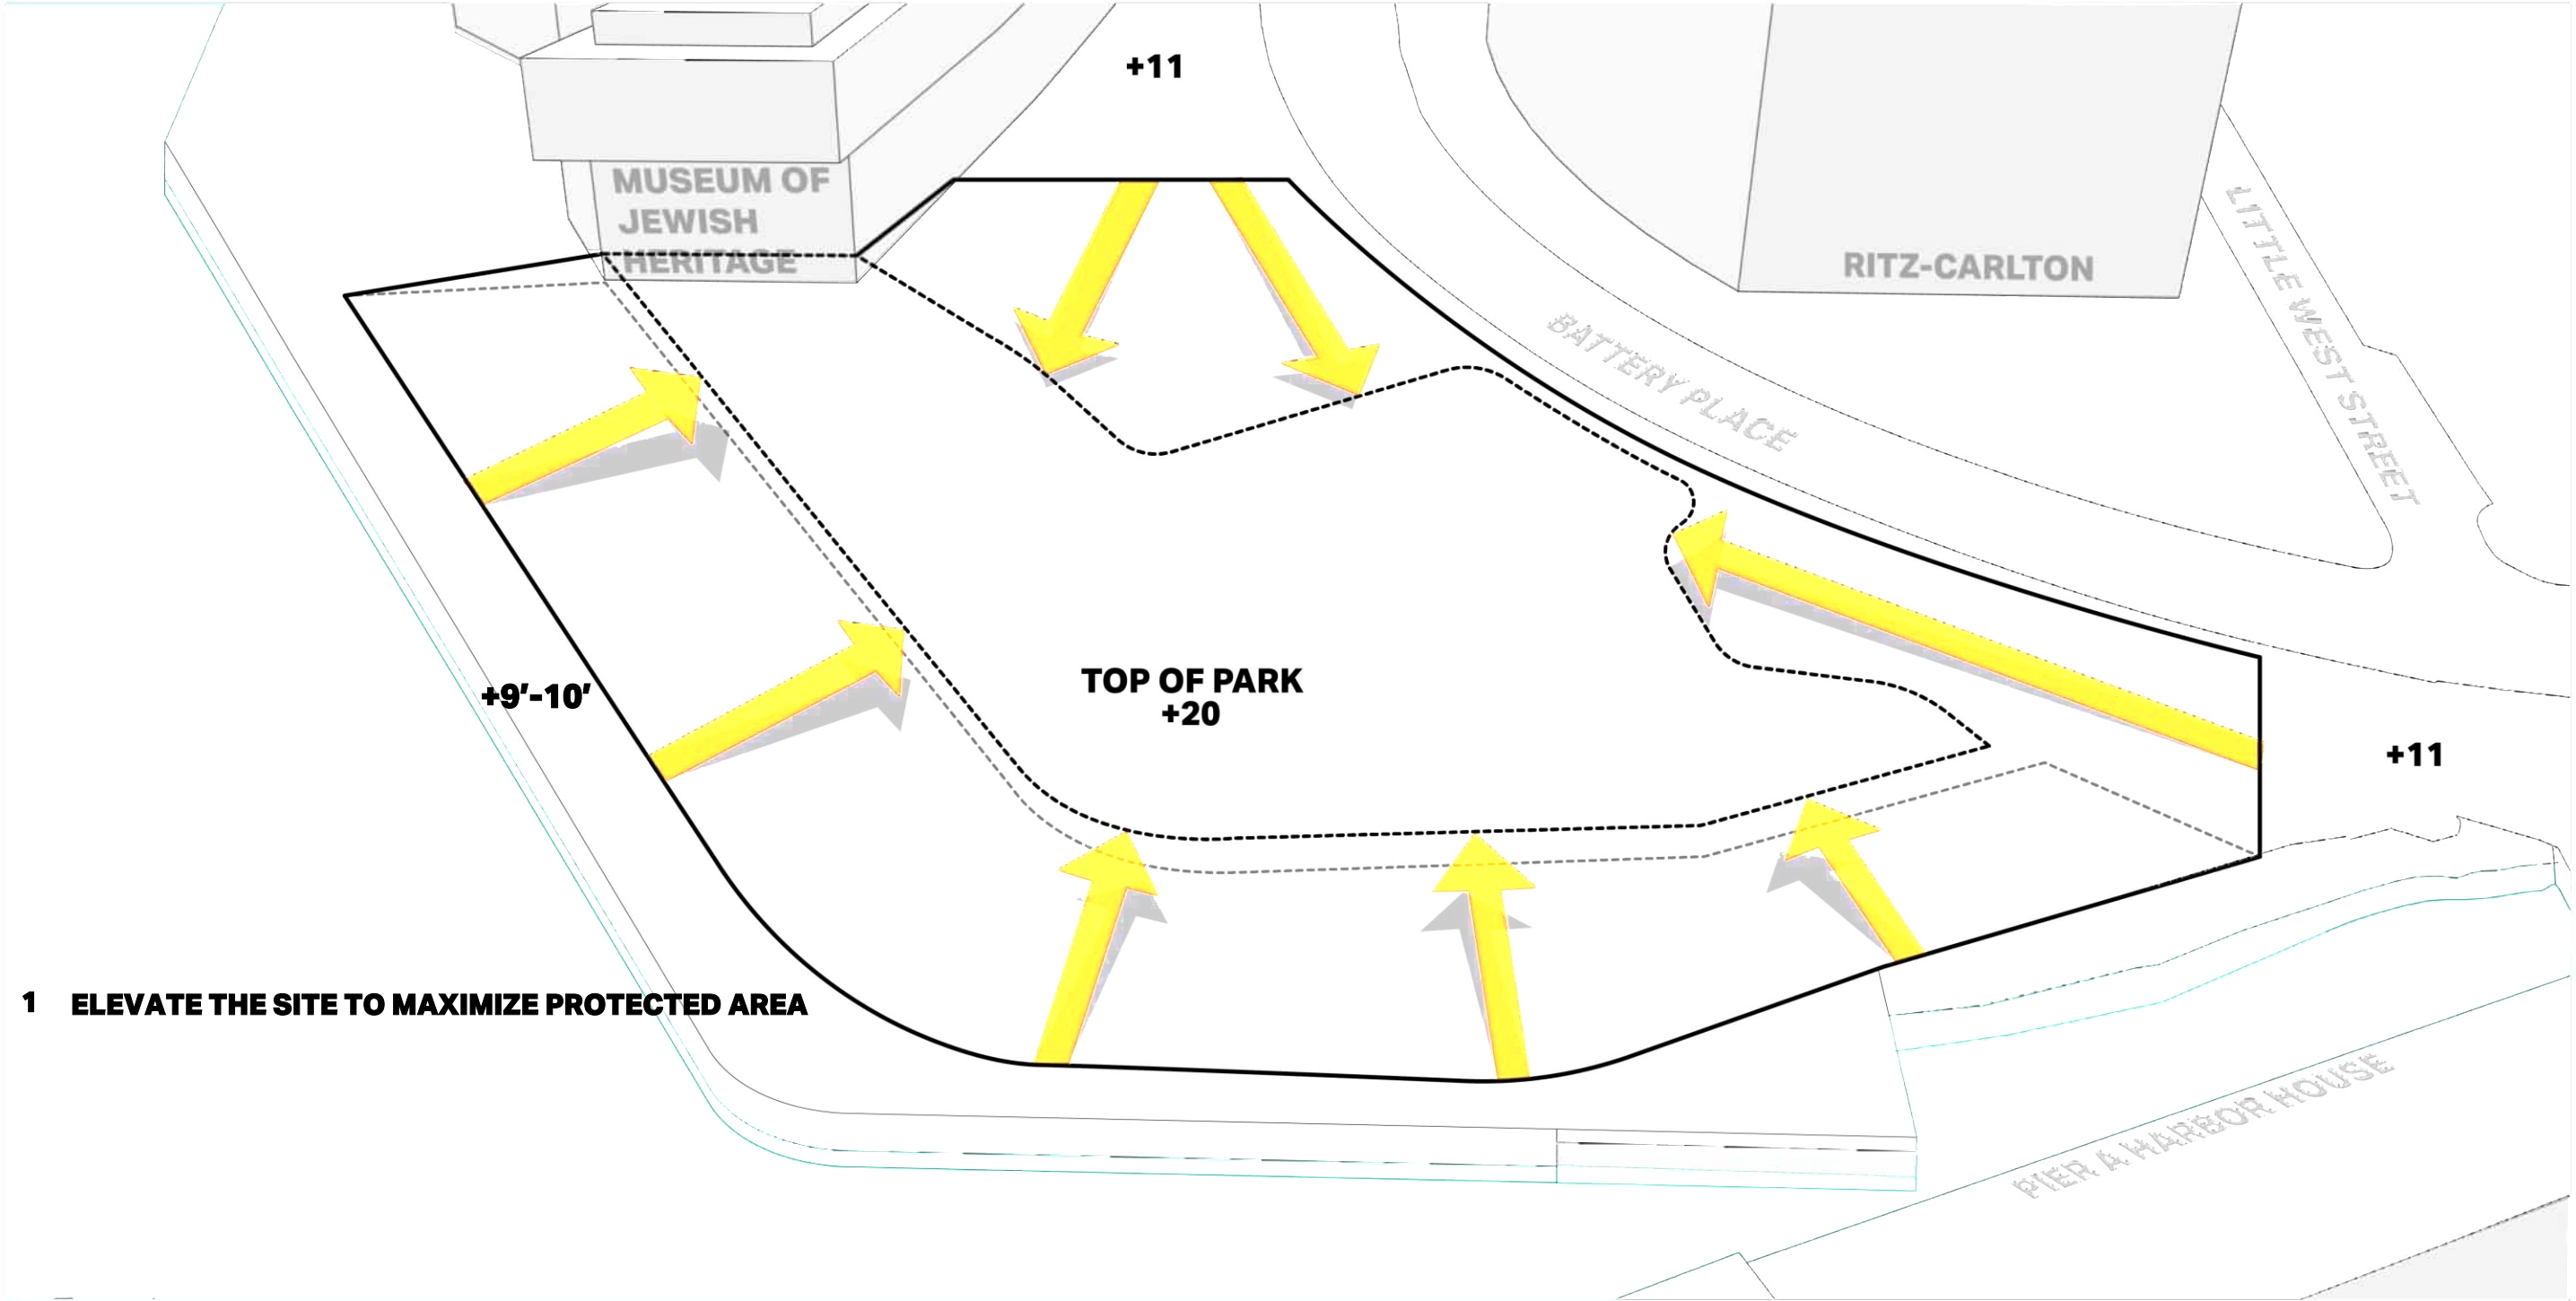 +11
MUSEUM OF
JEWISH
HERITAGE
RITZ-CARLTON
LITTLE WEST STREET
BATTERY PLACE
TOP OF PARK
+20
+9’-10’
+11
1 ELEVATE THE SITE TO MAXIMIZE PROTECTED AREA
PIER A HARBOR HOUSE